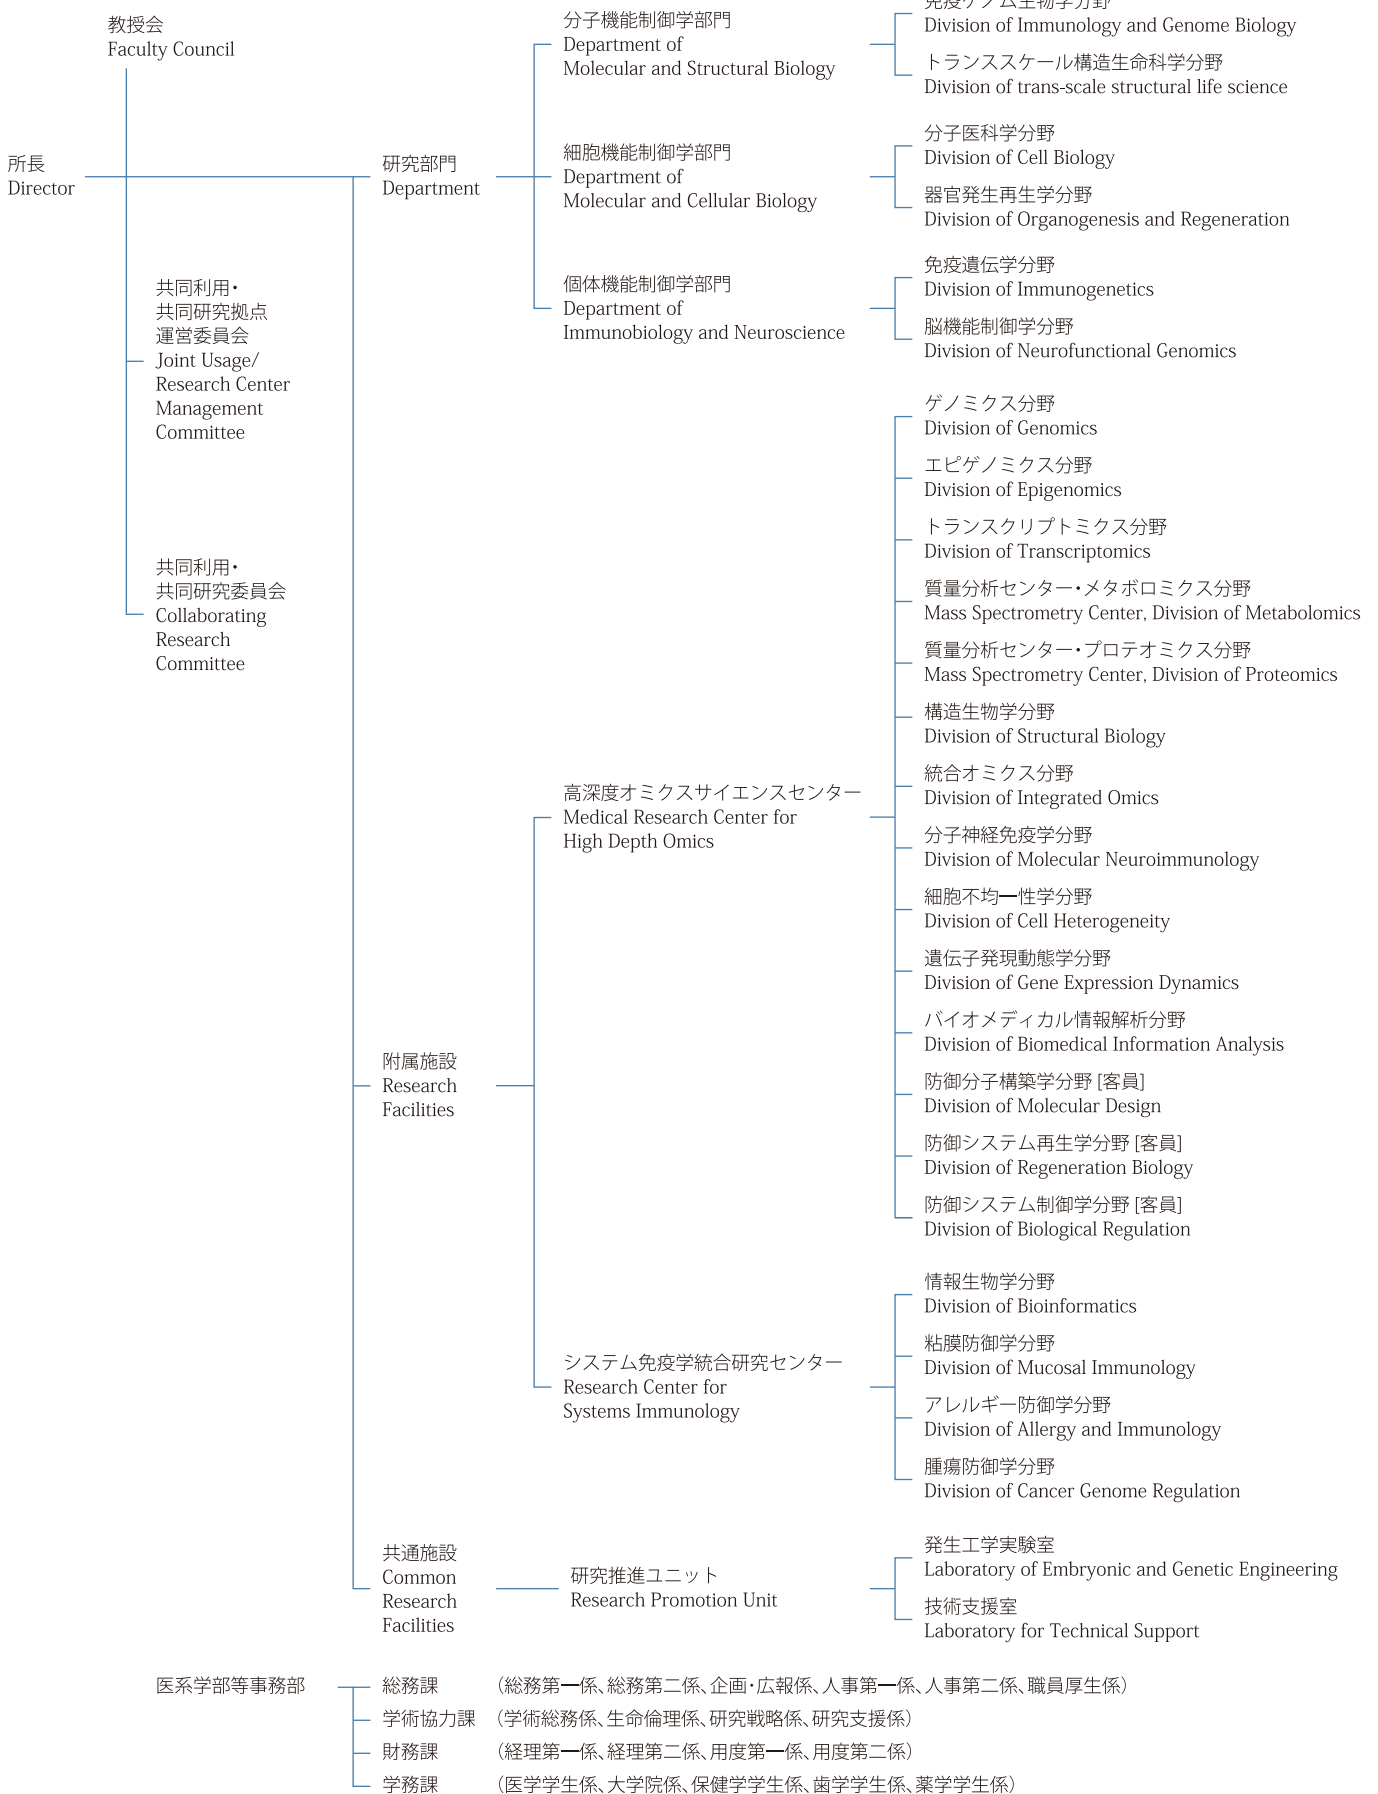 教授会
Faculty Council
所長
Director
共同利用・
共同研究拠点
運営委員会
Joint Usage/
Research Center
Management
Committee
共同利用・
共同研究委員会
Collaborating
Research
Committee
研究部門
Department
分子機能制御学部門
Department of
Molecular and Structural Biology
免疫ゲノム生物学分野
Division of Immunology and Genome Biology
トランススケール構造生命科学分野
Division of trans-scale structural life science
細胞機能制御学部門
Department of
Molecular and Cellular Biology
分子医科学分野
Division of Cell Biology
器官発生再生学分野
Division of Organogenesis and Regeneration
個体機能制御学部門
Department of
Immunobiology and Neuroscience
免疫遺伝学分野
Division of Immunogenetics
脳機能制御学分野
Division of Neurofunctional Genomics
附属施設
Research
Facilities
高深度オミクスサイエンスセンター
Medical Research Center for
High Depth Omics
ゲノミクス分野
Division of Genomics
エピゲノミクス分野
Division of Epigenomics
トランスクリプトミクス分野
Division of Transcriptomics
質量分析センター・メタボロミクス分野
Mass Spectrometry Center, Division of Metabolomics
質量分析センター・プロテオミクス分野
Mass Spectrometry Center, Division of Proteomics
構造生物学分野
Division of Structural Biology
統合オミクス分野
Division of Integrated Omics
分子神経免疫学分野
Division of Molecular Neuroimmunology
細胞不均一性学分野
Division of Cell Heterogeneity
遺伝子発現動態学分野
Division of Gene Expression Dynamics
バイオメディカル情報解析分野
Division of Biomedical Information Analysis
防御分子構築学分野 [客員]
Division of Molecular Design
防御システム再生学分野 [客員]
Division of Regeneration Biology
防御システム制御学分野 [客員]
Division of Biological Regulation
システム免疫学統合研究センター
Research Center for
Systems Immunology
情報生物学分野
Division of Bioinformatics
粘膜防御学分野
Division of Mucosal Immunology
アレルギー防御学分野
Division of Allergy and Immunology
腫瘍防御学分野
Division of Cancer Genome Regulation
共通施設
Common
Research
Facilities
研究推進ユニット
Research Promotion Unit
発生工学実験室
Laboratory of Embryonic and Genetic Engineering
技術支援室
Laboratory for Technical Support
医系学部等事務部
総務課 （総務第一係、総務第二係、企画・広報係、人事第一係、人事第二係、職員厚生係）
学術協力課 （学術総務係、生命倫理係、研究戦略係、研究支援係）
財務課 （経理第一係、経理第二係、用度第一係、用度第二係）
学務課 （医学学生係、大学院係、保健学学生係、歯学学生係、薬学学生係）